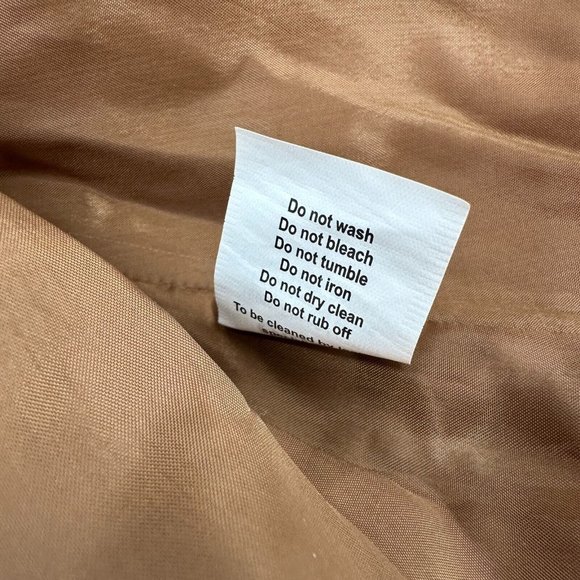 Do not wash
Do not bleach
Do not tumble
Do not iron
Do not dry clean
Do not rub off
To be cleaned by